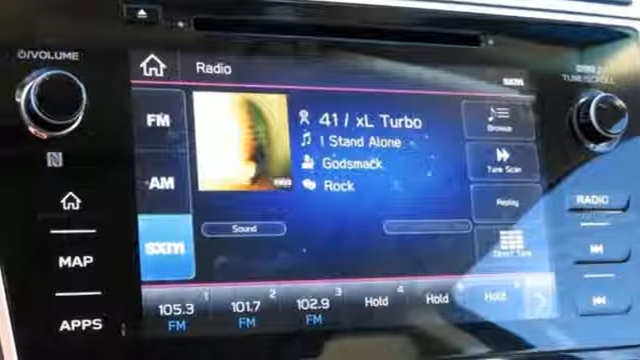 ⏻/VOLUME
Radio
sxm
TUNE/SCROLL
FM
41 / xL Turbo
I Stand Alone
Godsmack
Rock
Browse
AM
Tune Scan
RADIO
Replay
sxm
Sound
Direct Tune
MAP
1
2
3
4
105.3
FM
101.7
FM
102.9
FM
Hold
Hold
Hold
APPS